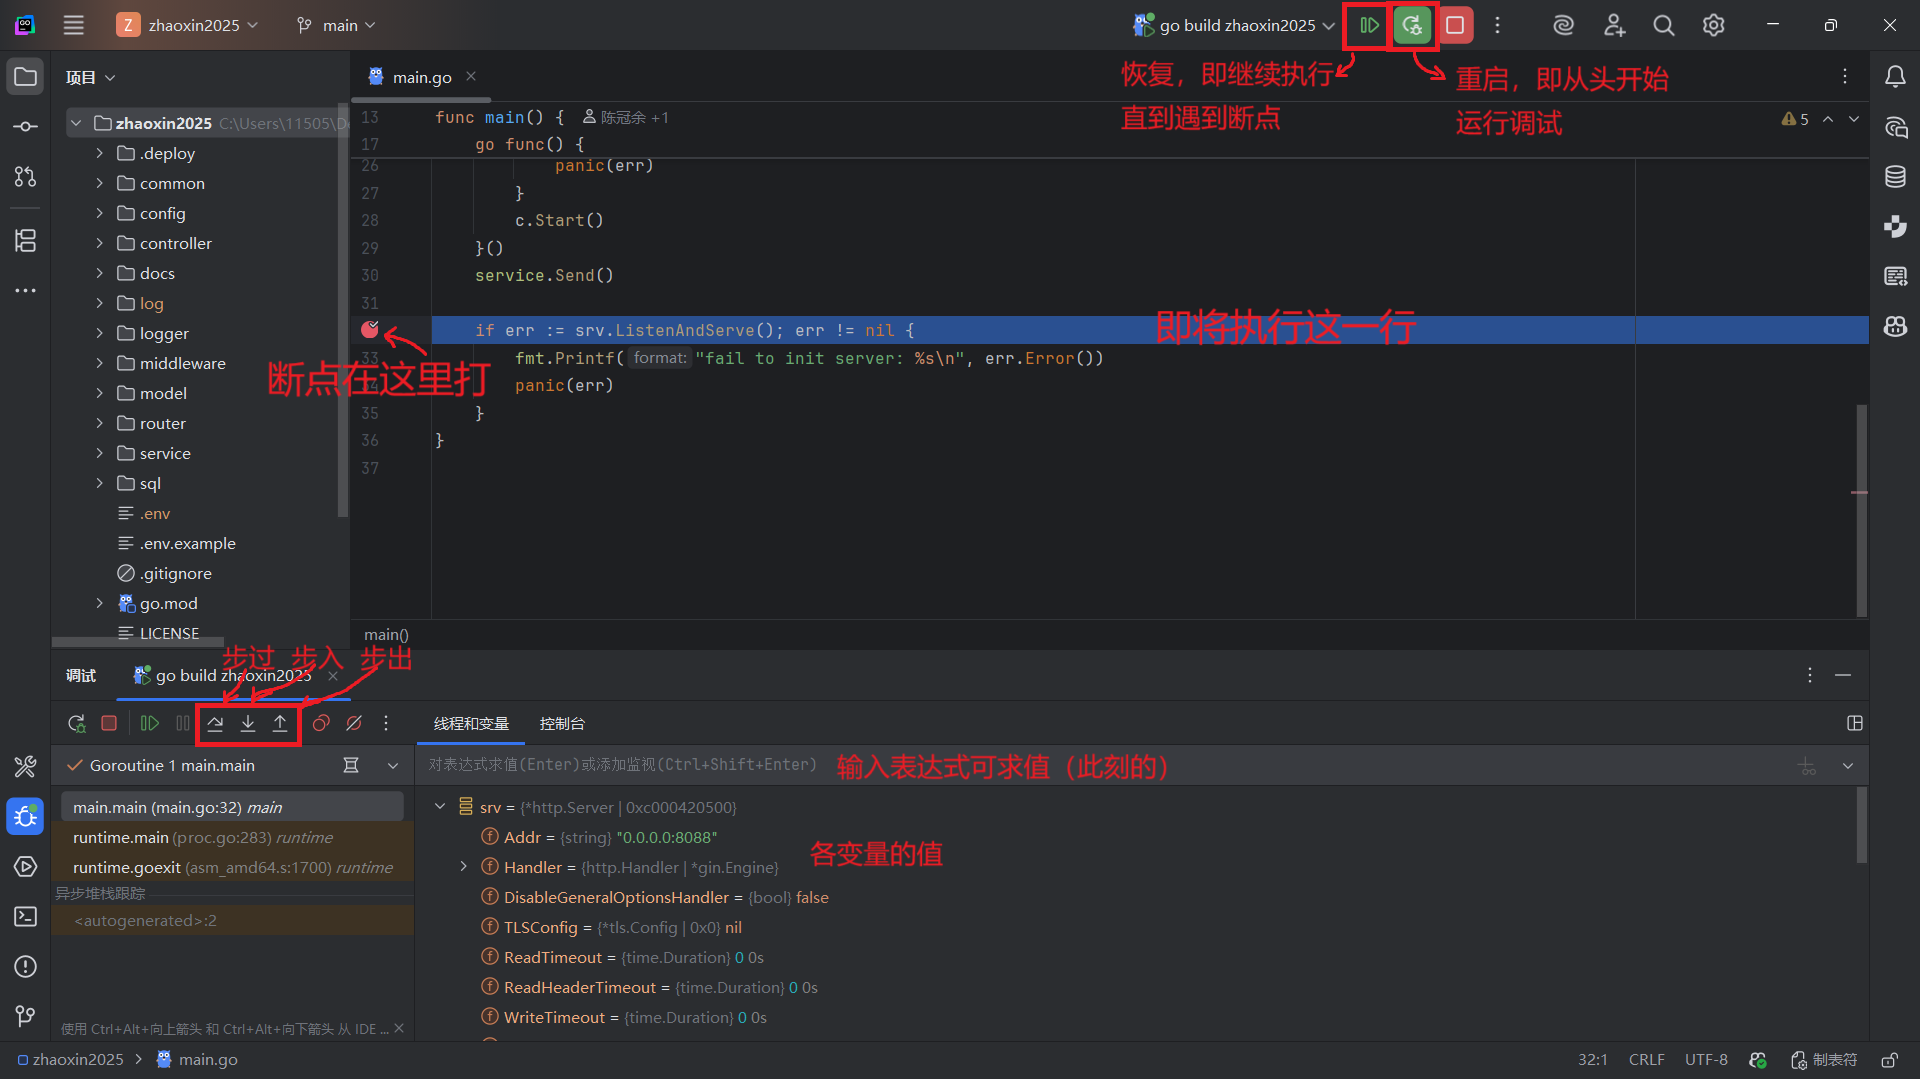 Z zhaoxin2025 main go build zhaoxin2025
项目
main.go
恢复，即继续执行
直到遇到断点
重启，即从头开始
运行调试
zhaoxin2025 C:\Users\11505\D
.deploy
common
config
controller
docs
log
logger
middleware
model
router
service
sql
.env
.env.example
.gitignore
go.mod
LICENSE
13 func main() { 陈冠余 +1
5
17 go func() {
26 panic(err)
27 }
28 c.Start()
29 }()
30 service.Send()
31
if err := srv.ListenAndServe(); err != nil {
即将执行这一行
33 fmt.Printf( format: "fail to init server: %s\n", err.Error())
断点在这里打
34 panic(err)
35 }
36 }
37
main()
步过 步入 步出
调试 go build zhaoxin2025
线程和变量 控制台
Goroutine 1 main.main
对表达式求值(Enter)或添加监视(Ctrl+Shift+Enter)
输入表达式可求值（此刻的）
main.main (main.go:32) main
runtime.main (proc.go:283) runtime
runtime.goexit (asm_amd64.s:1700) runtime
异步堆栈跟踪
<autogenerated>:2
srv = {*http.Server | 0xc000420500}
Addr = {string} "0.0.0.0:8088"
各变量的值
Handler = {http.Handler | *gin.Engine}
DisableGeneralOptionsHandler = {bool} false
TLSConfig = {*tls.Config | 0x0} nil
ReadTimeout = {time.Duration} 0 0s
ReadHeaderTimeout = {time.Duration} 0 0s
WriteTimeout = {time.Duration} 0 0s
使用 Ctrl+Alt+向上箭头 和 Ctrl+Alt+向下箭头 从 IDE ...
zhaoxin2025 main.go
32:1 CRLF UTF-8 制表符